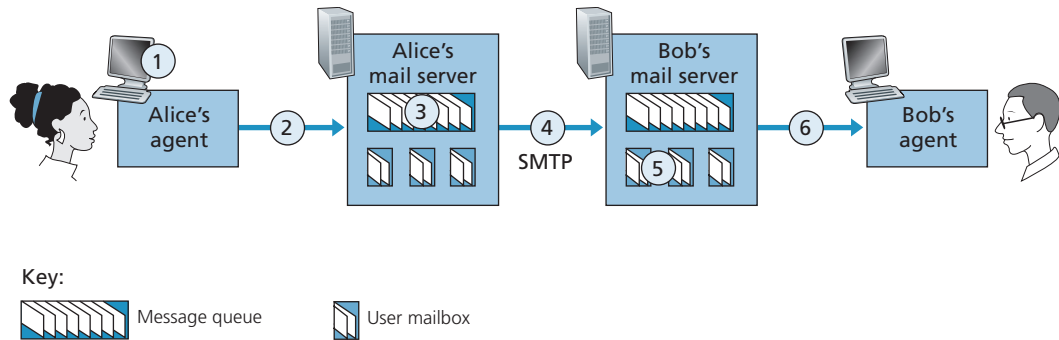 1
Alice's
agent
2
Alice's
mail server
3
4
SMTP
Bob's
mail server
5
6
Bob's
agent
Key:
Message queue
User mailbox